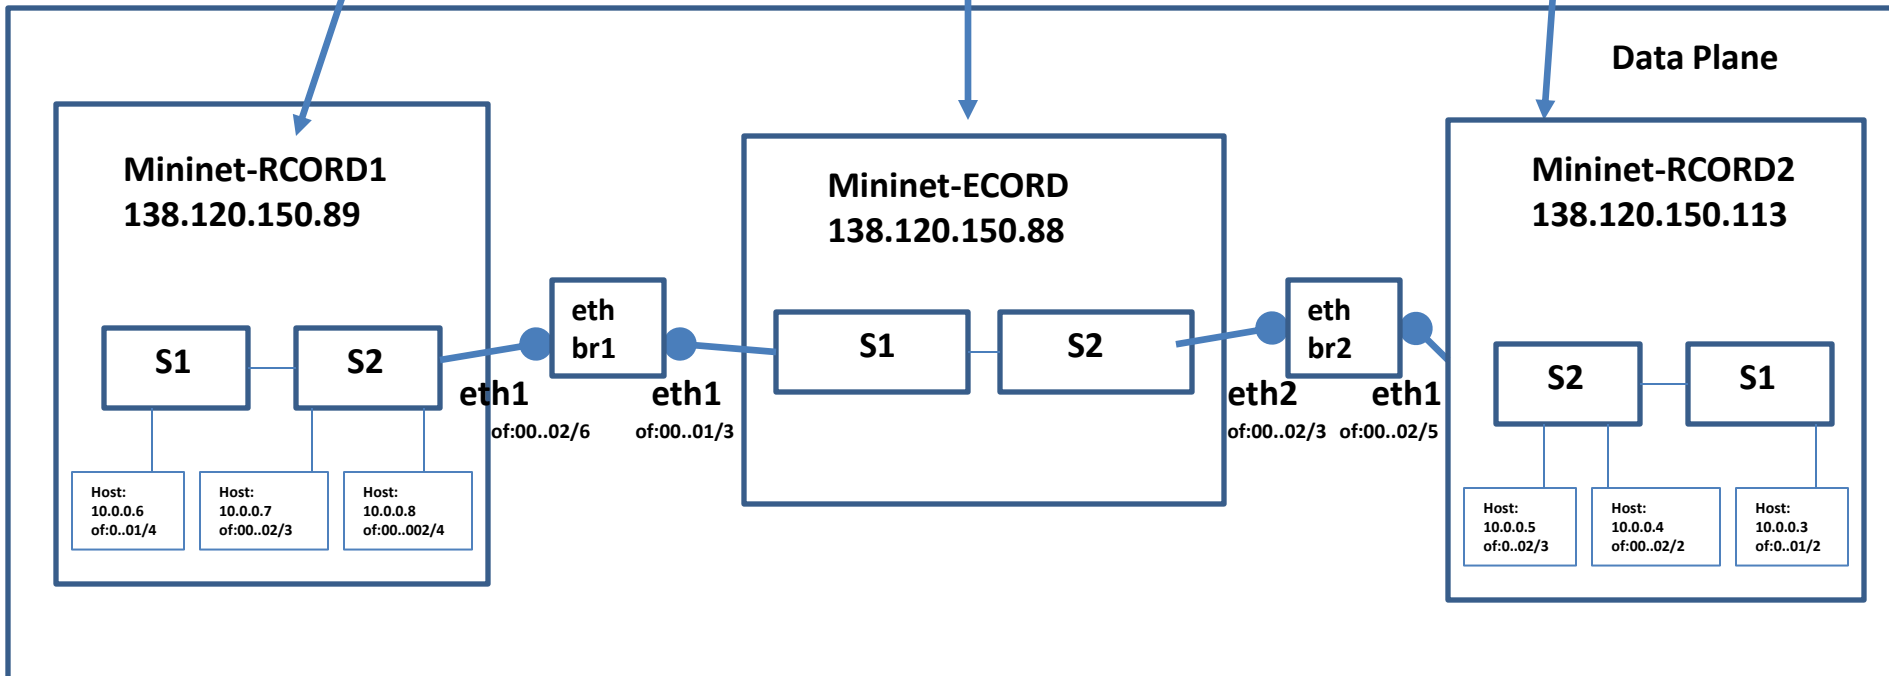 Data Plane
Mininet-RCORD1
138.120.150.89
Mininet-ECORD
138.120.150.88
Mininet-RCORD2
138.120.150.113
S1
S2
eth
br1
S1
S2
eth
br2
S2
S1
eth1
of:00..02/6
eth1
of:00..01/3
eth2
of:00..02/3
eth1
of:00..02/5
Host:
10.0.0.6
of:0..01/4
Host:
10.0.0.7
of:00..02/3
Host:
10.0.0.8
of:00..002/4
Host:
10.0.0.5
of:0..02/3
Host:
10.0.0.4
of:00..02/2
Host:
10.0.0.3
of:0..01/2